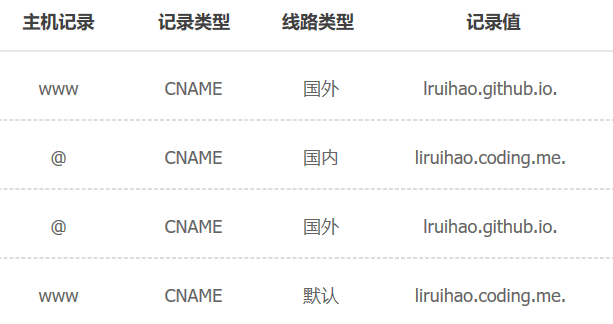 主机记录 记录类型 线路类型 记录值
www CNAME 国外 lruihao.github.io.
@ CNAME 国内 liruihao.coding.me.
@ CNAME 国外 lruihao.github.io.
www CNAME 默认 liruihao.coding.me.